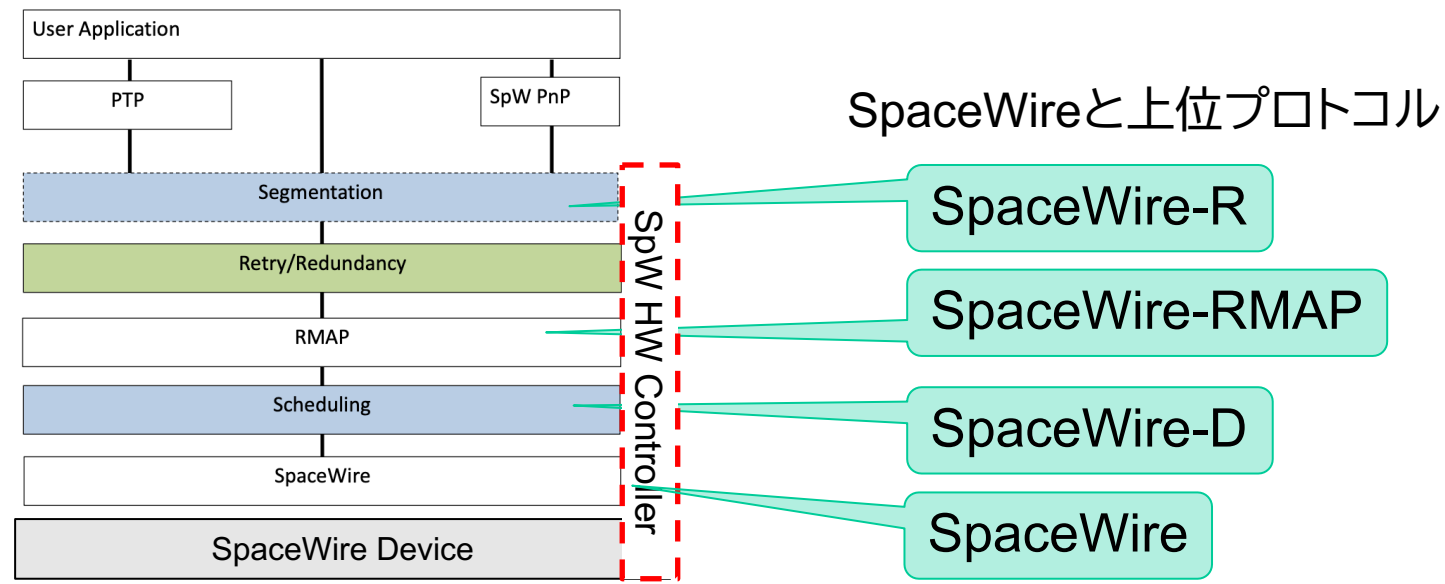 User Application
PTP
SpW PnP
SpaceWireと上位プロトコル
Segmentation
Retry/Redundancy
RMAP
Scheduling
SpaceWire
SpaceWire Device
SpW HW Controller
SpaceWire-R
SpaceWire-RMAP
SpaceWire-D
SpaceWire